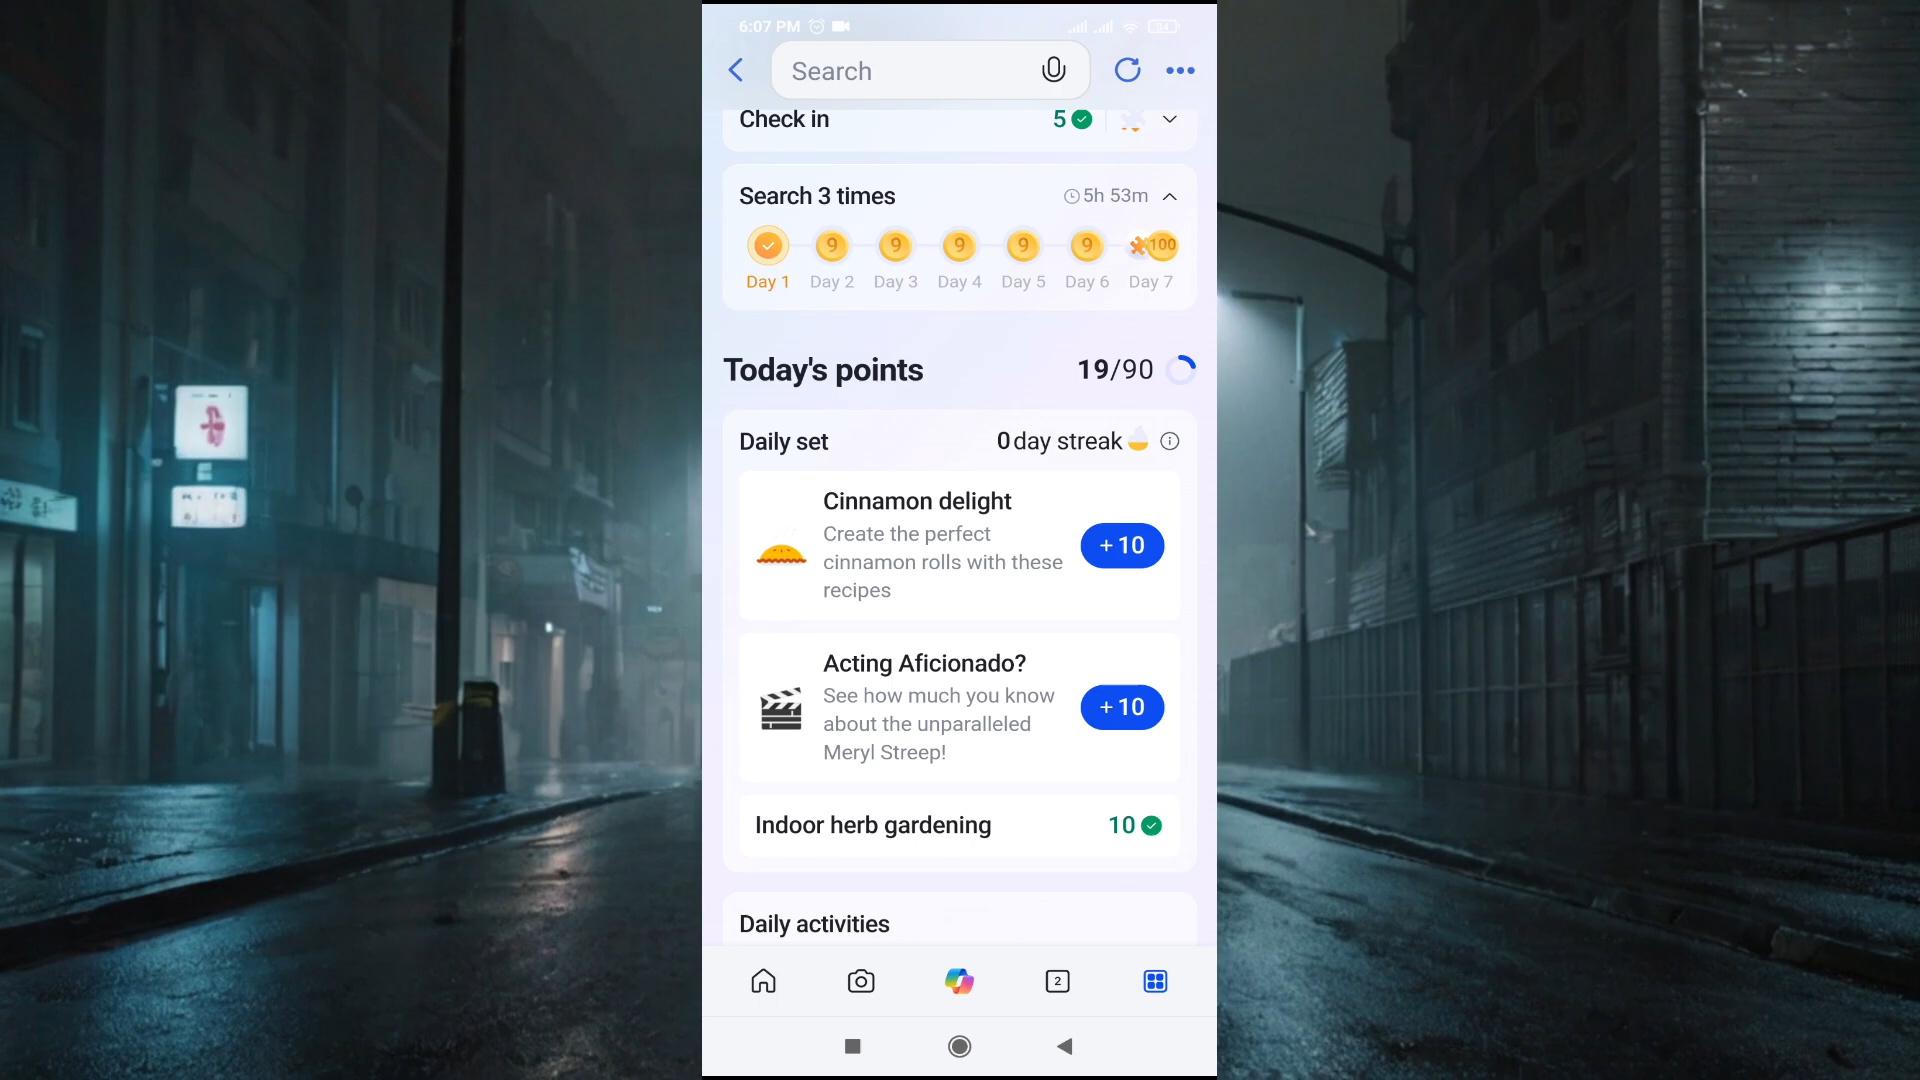 6:07 PM
Search
Check in 5
Search 3 times 5h 53m
9 9 9 9 9 100
Day 1 Day 2 Day 3 Day 4 Day 5 Day 6 Day 7
Today's points 19/90
Daily set 0 day streak
Cinnamon delight
Create the perfect
cinnamon rolls with these
recipes
+ 10
Acting Aficionado?
See how much you know
about the unparalleled
Meryl Streep!
+ 10
Indoor herb gardening 10
Daily activities
2